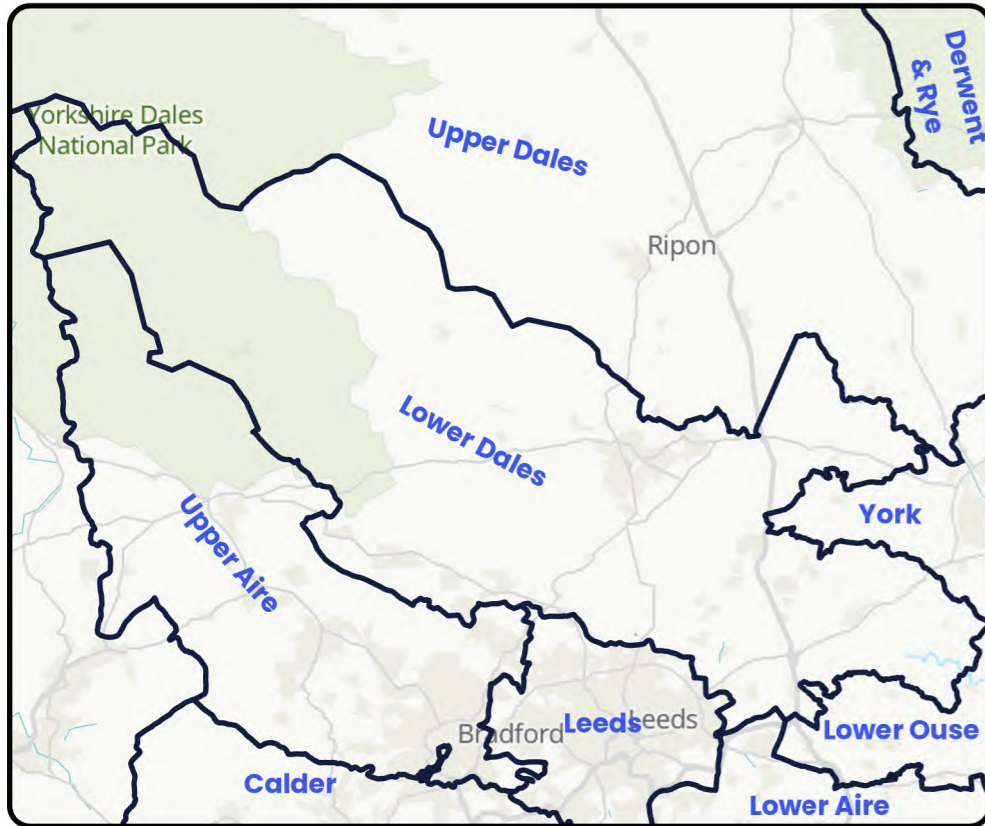 Derwent
& Rye
Yorkshire Dales
National Park
Upper Dales
Ripon
Lower Dales
Upper Aire
York
Bradford
Leeds
Leeds
Lower Ouse
Calder
Lower Aire